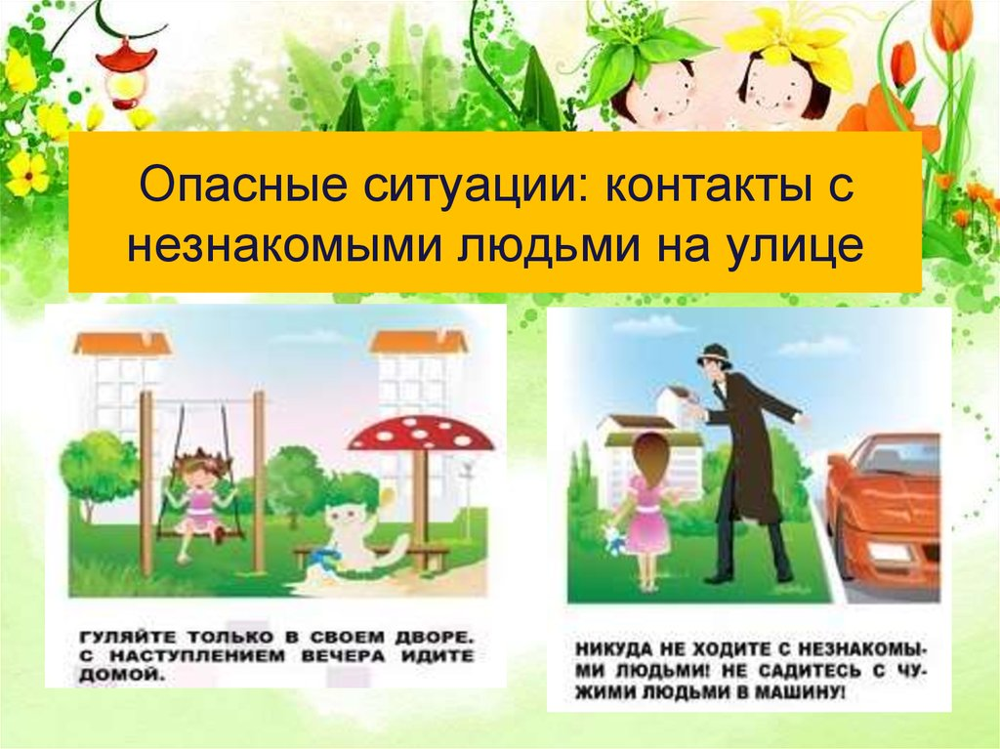 Опасные ситуации: контакты с
незнакомыми людьми на улице
ГУЛЯЙТЕ ТОЛЬКО В СВОЕМ ДВОРЕ.
С НАСТУПЛЕНИЕМ ВЕЧЕРА ИДИТЕ
ДОМОЙ.
НИКУДА НЕ ХОДИТЕ С НЕЗНАКОМЫ-
МИ ЛЮДЬМИ! НЕ САДИТЕСЬ С ЧУ-
ЖИМИ ЛЮДЬМИ В МАШИНУ!